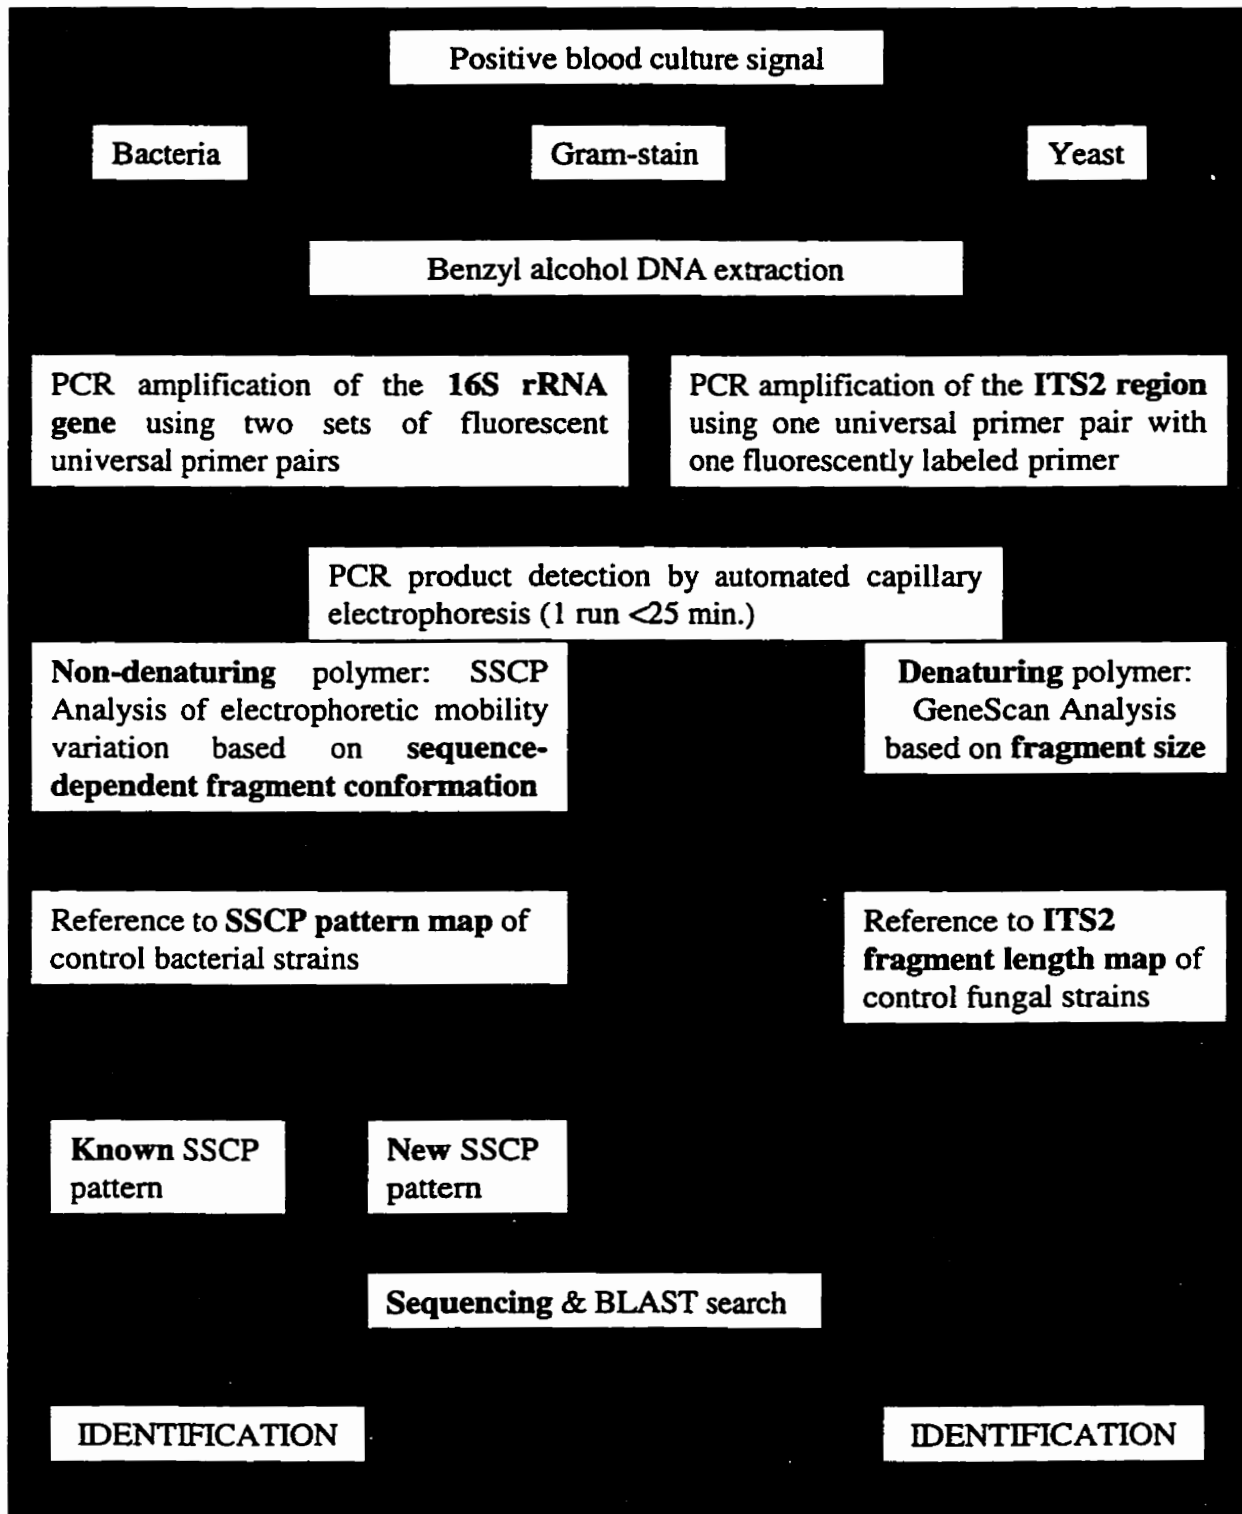 Positive blood culture signal
Bacteria
Gram-stain
Yeast
Benzyl alcohol DNA extraction
PCR amplification of the 16S rRNA
gene using two sets of fluorescent
universal primer pairs
PCR amplification of the ITS2 region
using one universal primer pair with
one fluorescently labeled primer
PCR product detection by automated capillary
electrophoresis (1 run <25 min.)
Non-denaturing polymer: SSCP
Analysis of electrophoretic mobility
variation based on sequence-
dependent fragment conformation
Denaturing polymer:
GeneScan Analysis
based on fragment size
Reference to SSCP pattern map of
control bacterial strains
Reference to ITS2
fragment length map of
control fungal strains
Known SSCP
pattern
New SSCP
pattern
Sequencing & BLAST search
IDENTIFICATION
IDENTIFICATION